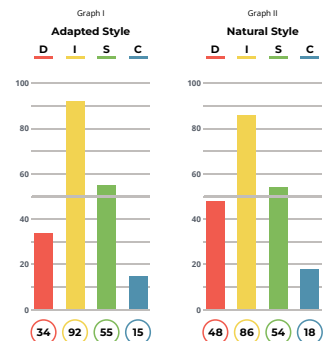 Graph I
Adapted Style
D I S C
100
80
60
40
20
0
34 92 55 15
Graph II
Natural Style
D I S C
100
80
60
40
20
0
48 86 54 18